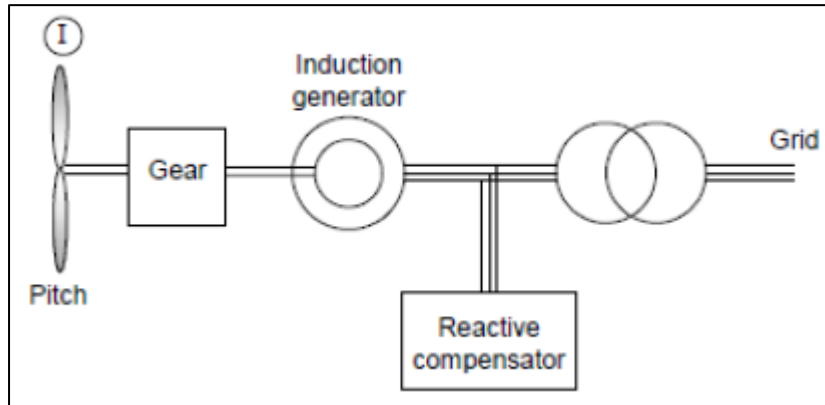 I
Induction
generator
Grid
Gear
Pitch
Reactive
compensator